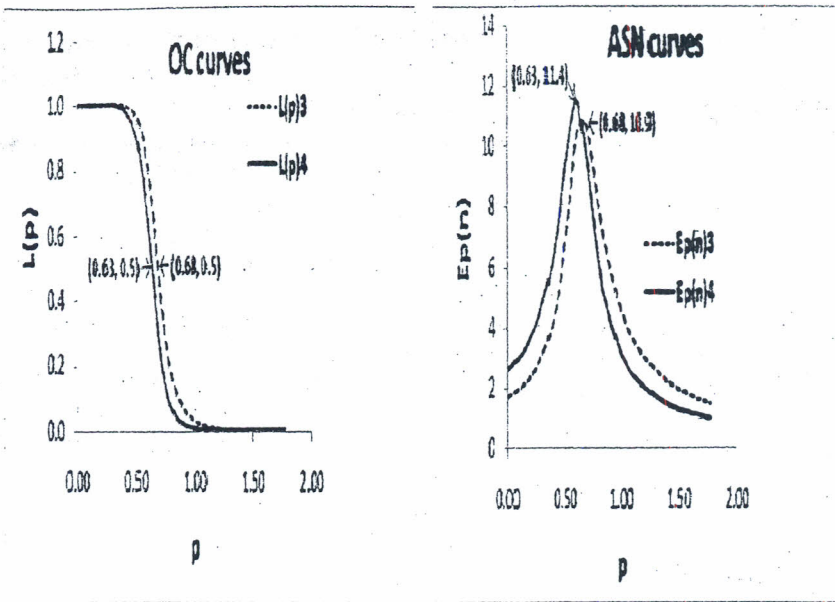 OC curves
1.2
1.0
0.8
0.6
0.4
0.2
0.0
L(p)
L(p)3
L(p)4
(0.63, 0.5)
(0.68, 0.5)
0.00 0.50 1.00 1.50 2.00
p
ASN curves
14
12
10
8
6
4
2
0
Ep(n)
(0.63, 11.4)
(0.68, 10.9)
Ep(n)3
Ep(n)4
0.00 0.50 1.00 1.50 2.00
p